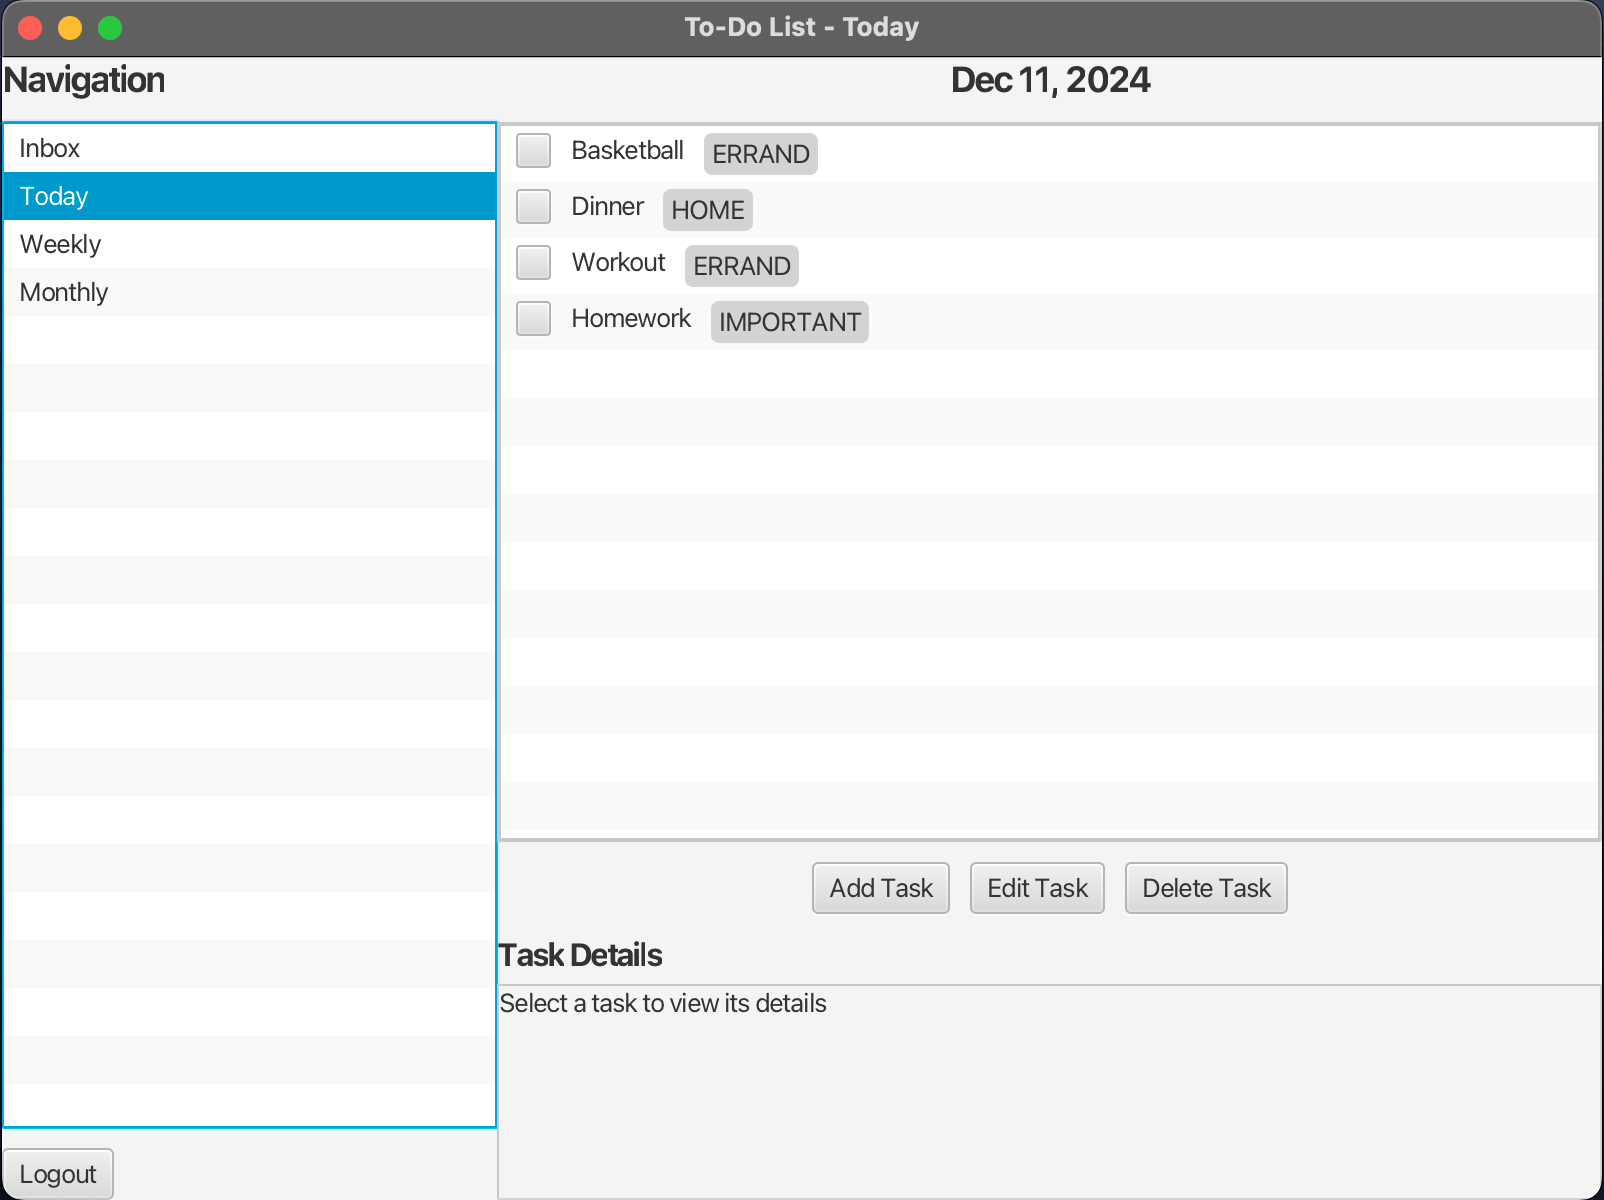 To-Do List - Today
Navigation
Dec 11, 2024
Inbox
Today
Weekly
Monthly
Basketball ERRAND
Dinner HOME
Workout ERRAND
Homework IMPORTANT
Add Task Edit Task Delete Task
Task Details
Select a task to view its details
Logout